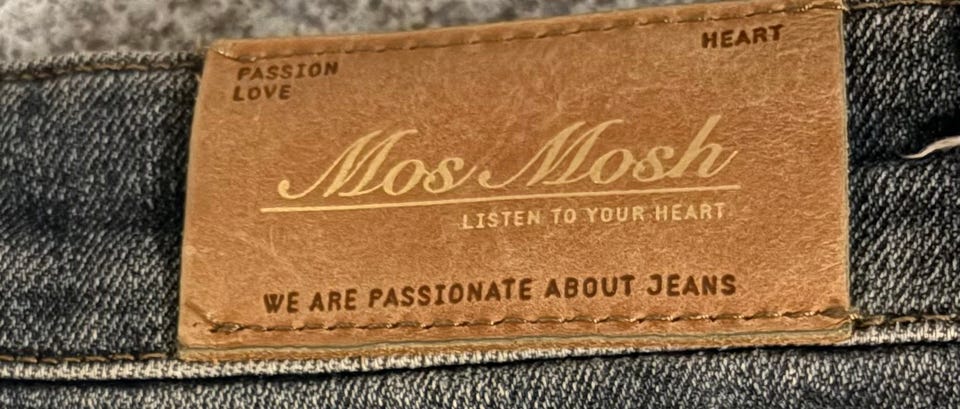 PASSION
LOVE
HEART
Mos Mosh
LISTEN TO YOUR HEART
WE ARE PASSIONATE ABOUT JEANS